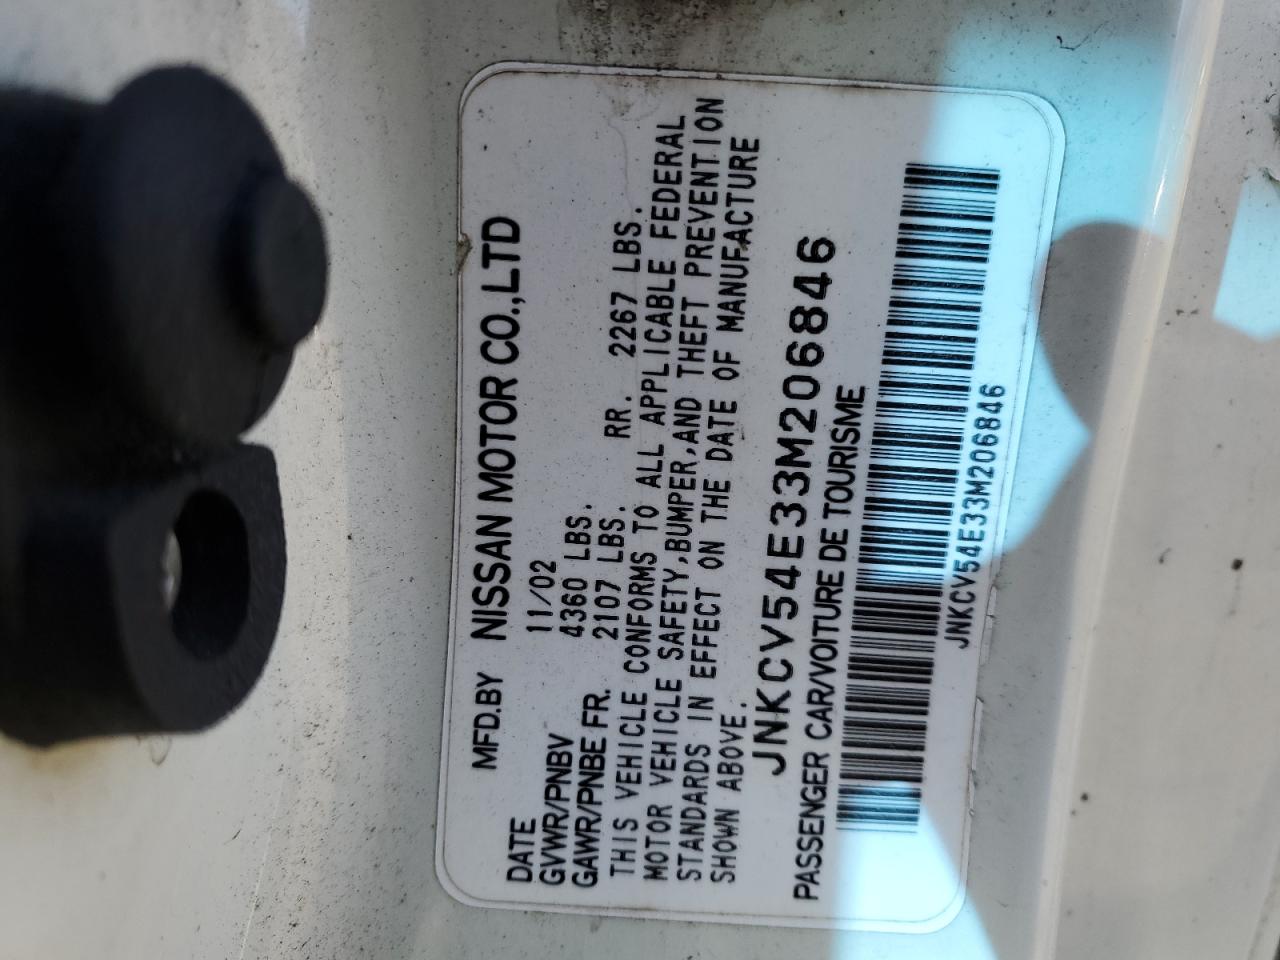 MFD.BY NISSAN MOTOR CO.,LTD
DATE 11/02
GVWR/PNBV 4360 LBS.
GAWR/PNBE FR. 2107 LBS. RR. 2267 LBS.
THIS VEHICLE CONFORMS TO ALL APPLICABLE FEDERAL
MOTOR VEHICLE SAFETY,BUMPER,AND THEFT PREVENTION
STANDARDS IN EFFECT ON THE DATE OF MANUFACTURE
SHOWN ABOVE.
JNKCV54E33M206846
PASSENGER CAR/VOITURE DE TOURISME
JNKCV54E33M206846